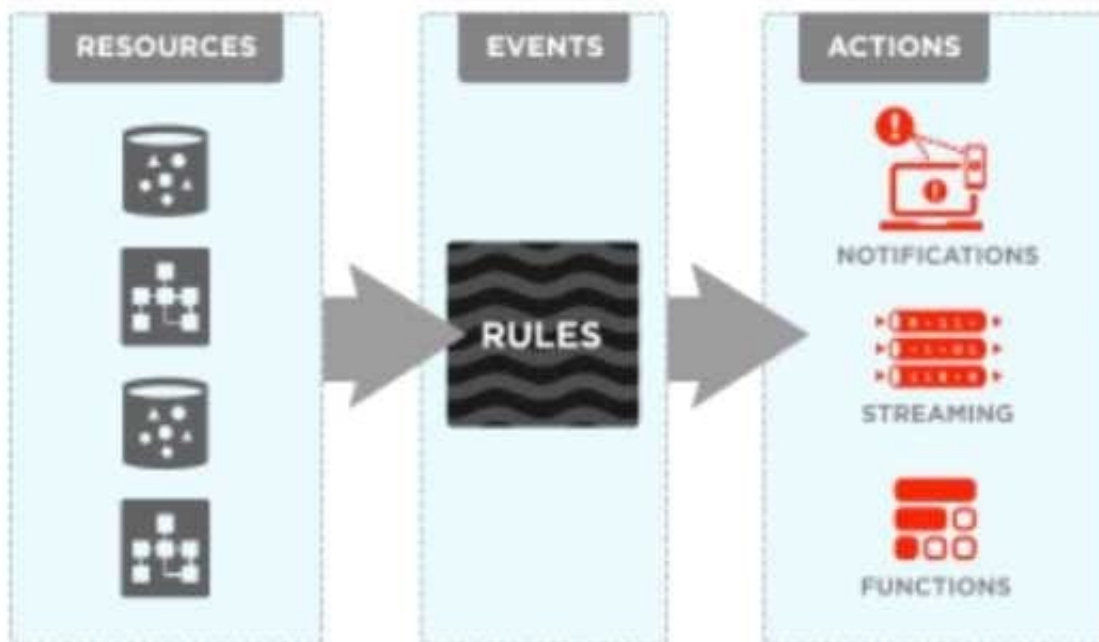 RESOURCES
EVENTS
ACTIONS
RULES
NOTIFICATIONS
STREAMING
FUNCTIONS